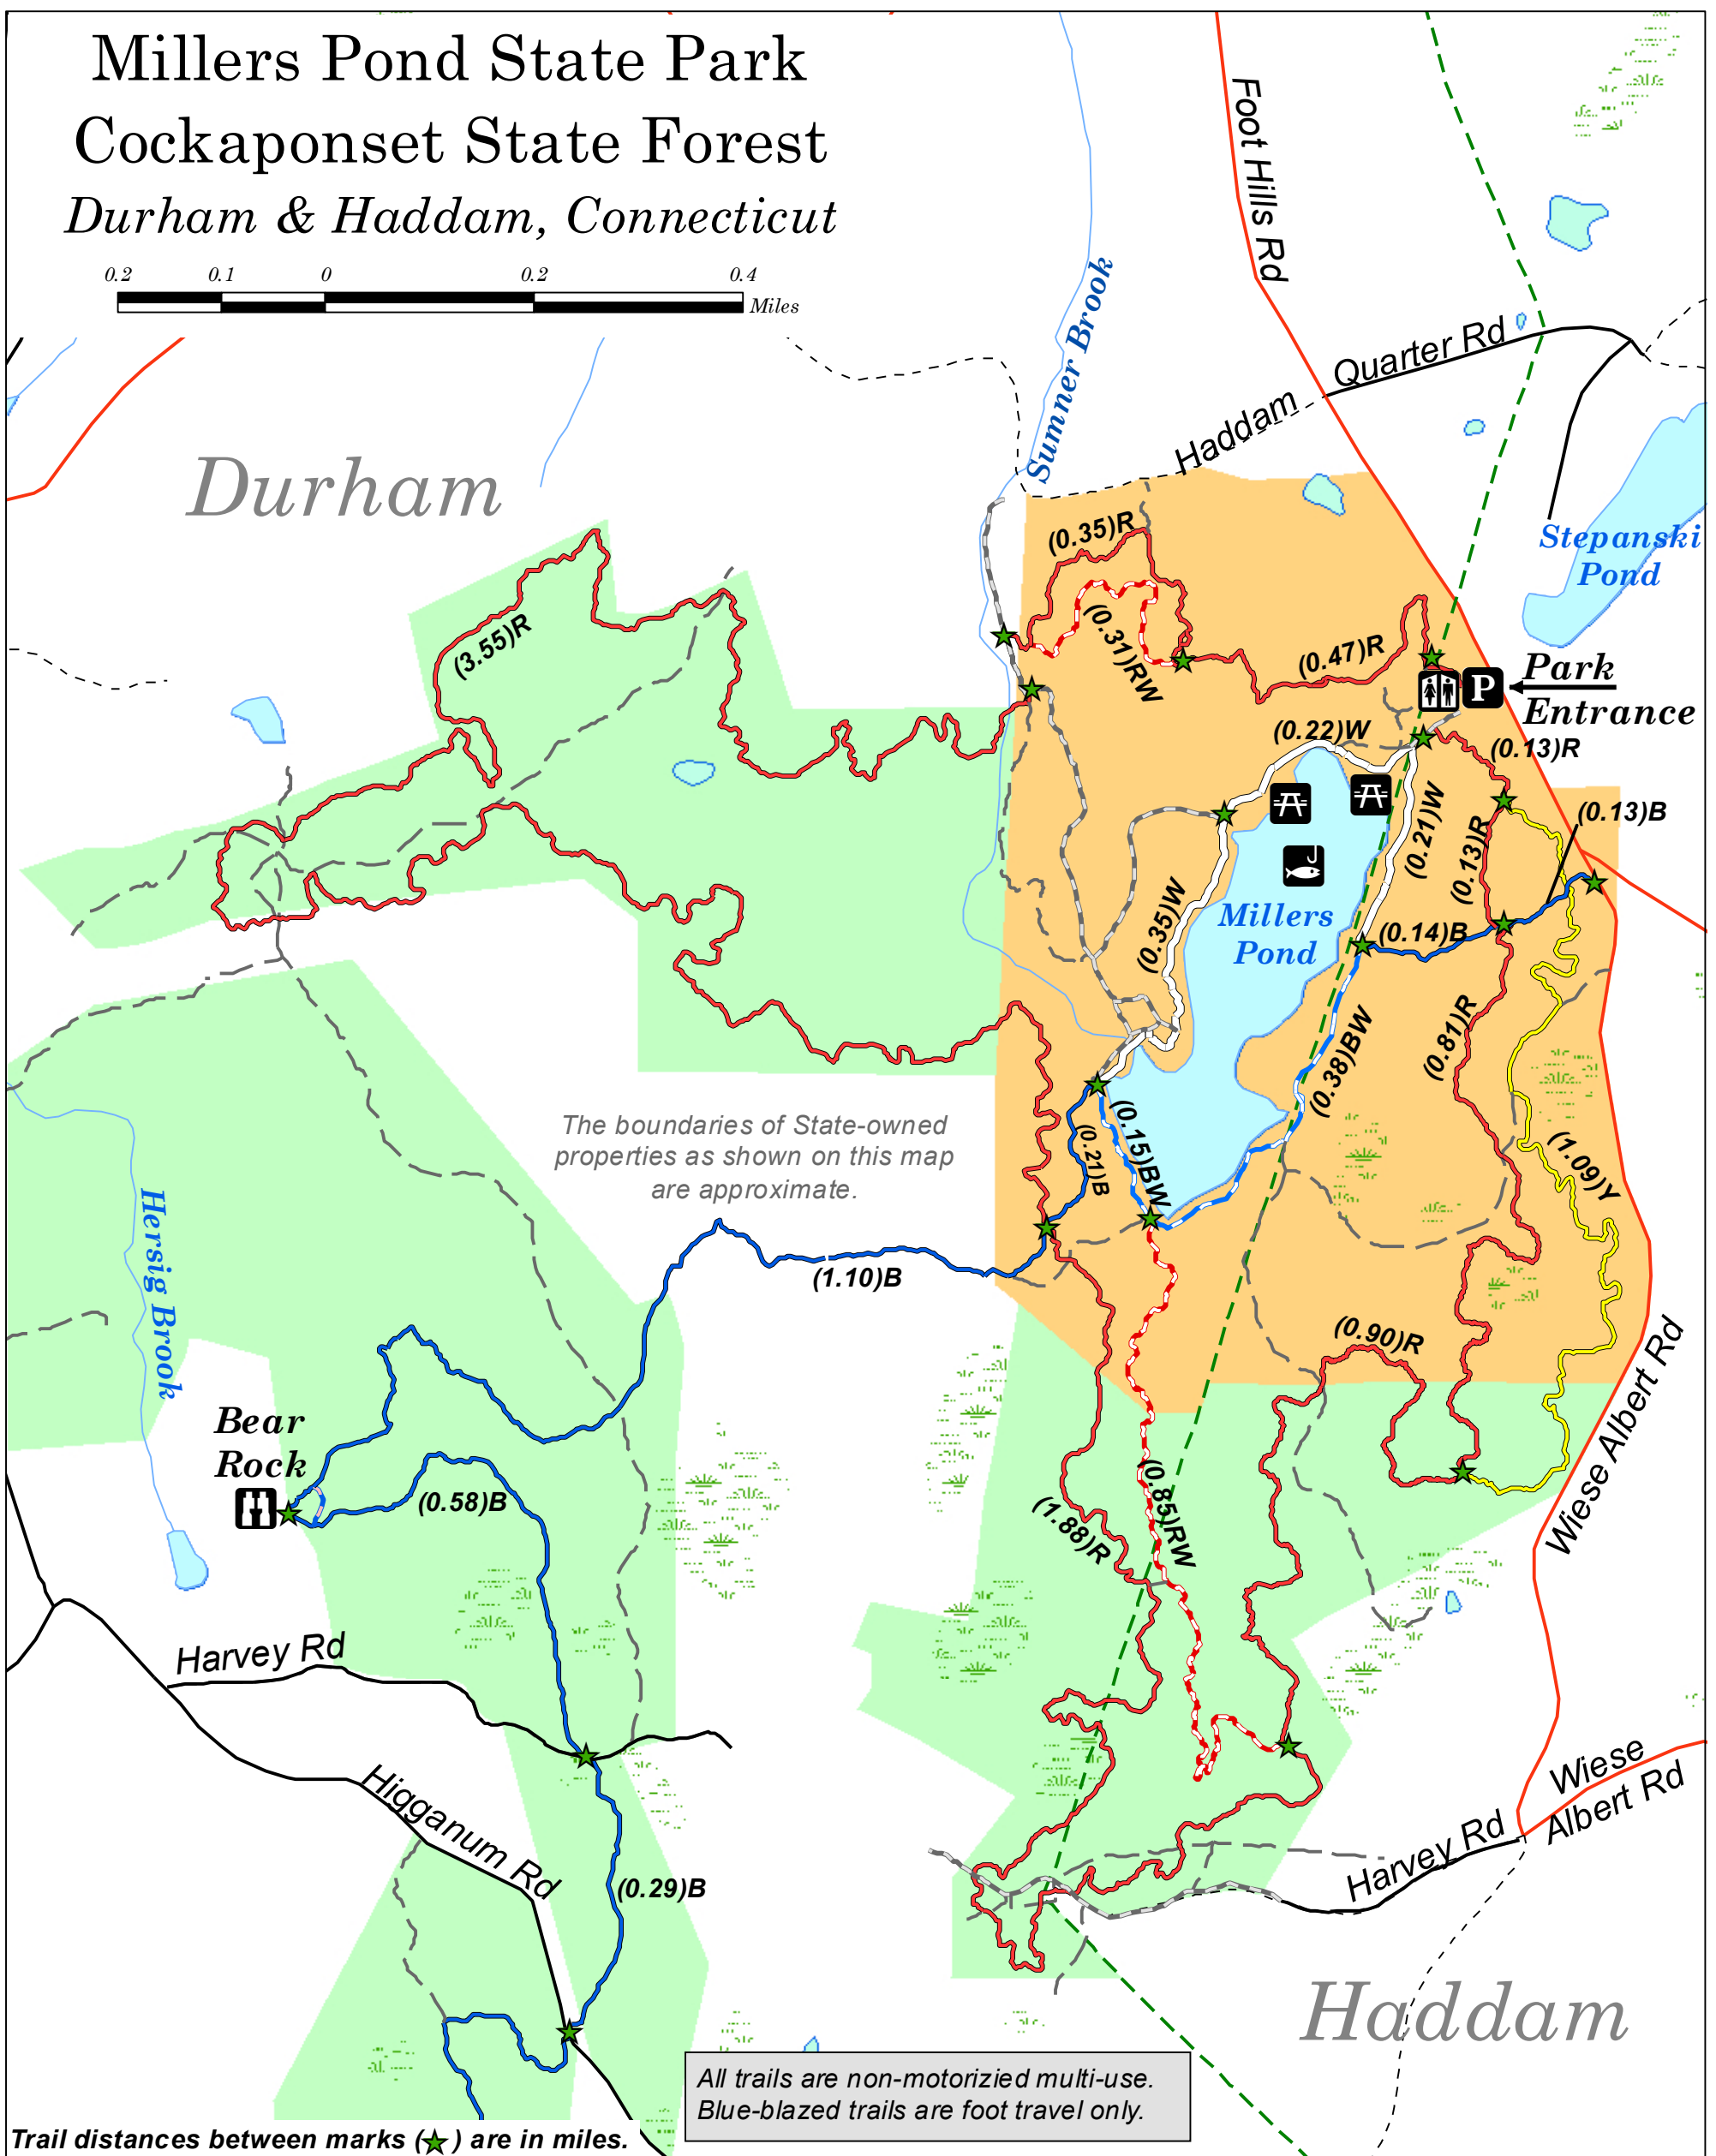 Millers Pond State Park
Cockaponset State Forest
Durham & Haddam, Connecticut
0.2 0.1 0 0.2 0.4
Miles
Foot Hills Rd
Sumner Brook
Haddam Quarter Rd
Durham
Stepanski
Pond
(0.35)R
(0.31)RW
(0.47)R
(3.55)R
P
Park
Entrance
(0.22)W
(0.13)R
(0.21)W
(0.13)R
(0.13)B
(0.35)W
Millers
Pond
(0.14)B
(0.38)BW
(0.81)R
The boundaries of State-owned
properties as shown on this map
are approximate.
(0.21)B
(0.15)BW
(1.09)Y
Hersig Brook
(1.10)B
(0.90)R
Wiese Albert Rd
Bear
Rock
(0.58)B
(1.88)R
(0.85)RW
Harvey Rd
Higganum Rd
Wiese
Albert Rd
Harvey Rd
(0.29)B
Haddam
All trails are non-motorizied multi-use.
Blue-blazed trails are foot travel only.
Trail distances between marks ( ) are in miles.